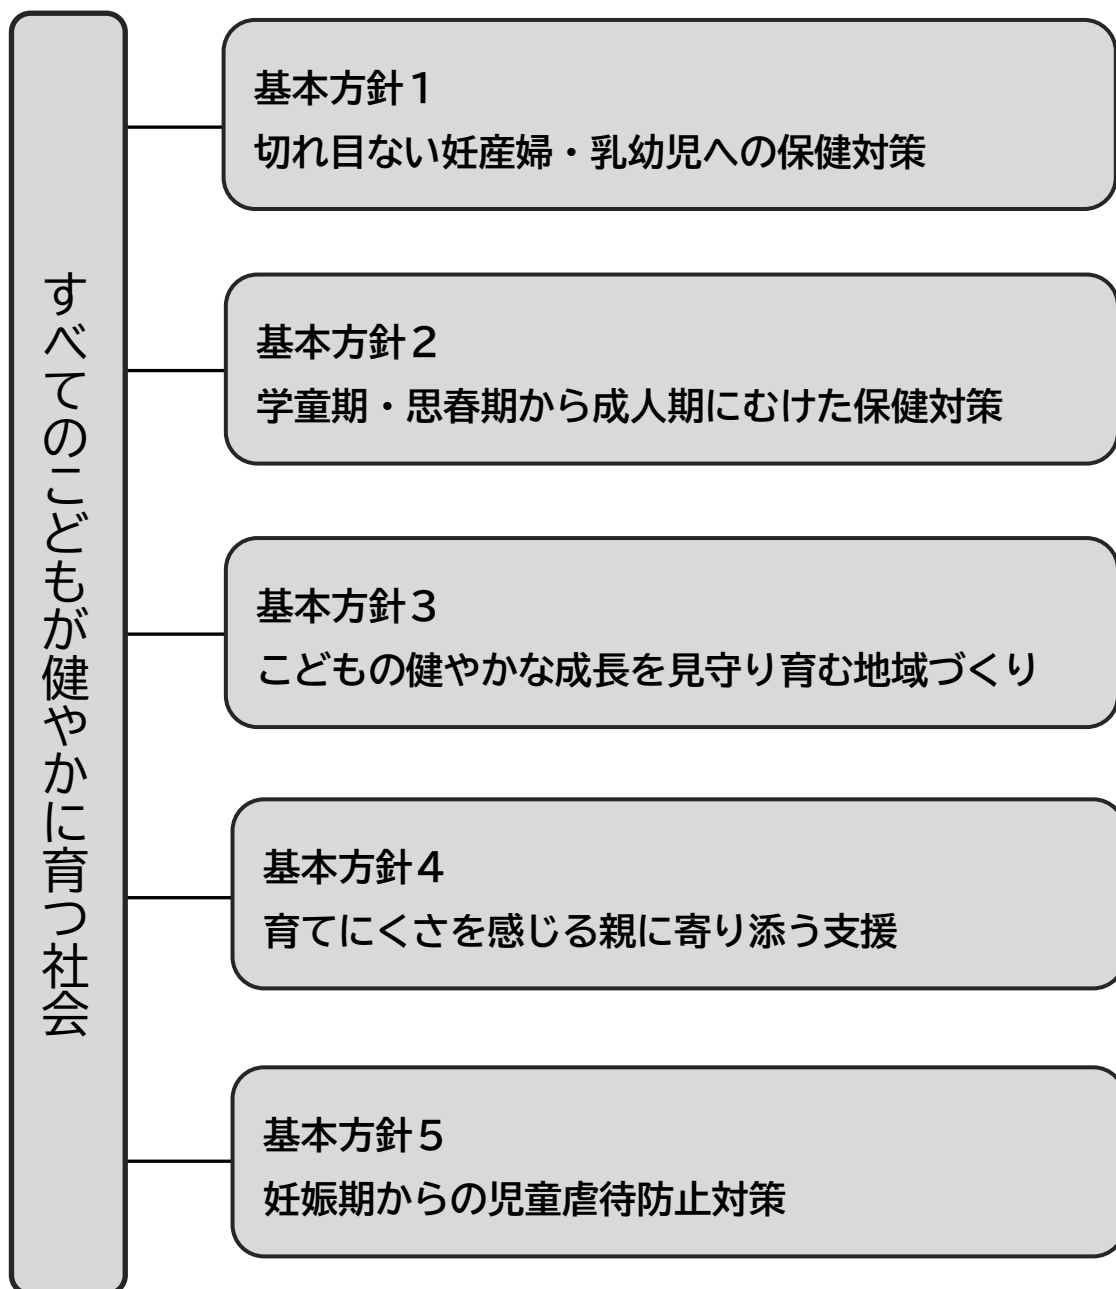 すべてのこどもが健やかに育つ社会
基本方針１
切れ目ない妊産婦・乳幼児への保健対策
基本方針２
学童期・思春期から成人期にむけた保健対策
基本方針３
こどもの健やかな成長を見守り育む地域づくり
基本方針４
育てにくさを感じる親に寄り添う支援
基本方針５
妊娠期からの児童虐待防止対策